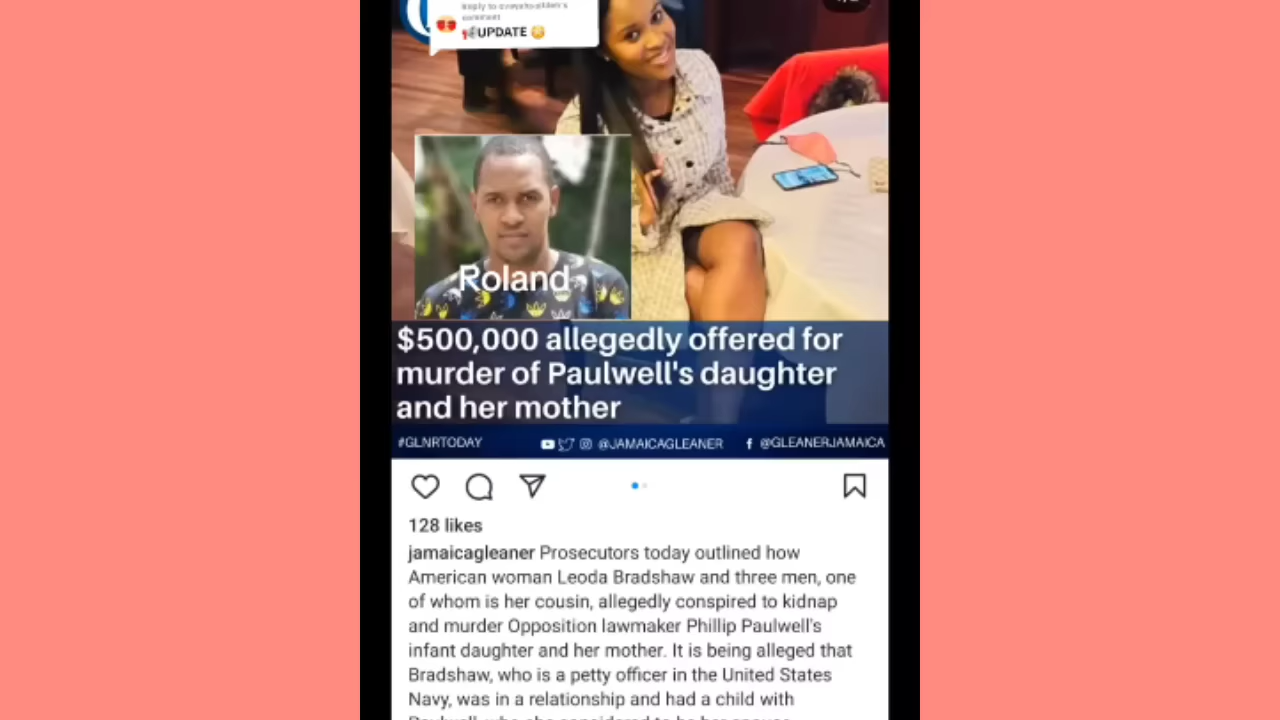 Reply to
comment
UPDATE
Roland
$500,000 allegedly offered for
murder of Paulwell's daughter
and her mother
#GLNRTODAY @JAMAICAGLEANER @GLEANERJAMAICA
128 likes
jamaicagleaner Prosecutors today outlined how
American woman Leoda Bradshaw and three men, one
of whom is her cousin, allegedly conspired to kidnap
and murder Opposition lawmaker Phillip Paulwell's
infant daughter and her mother. It is being alleged that
Bradshaw, who is a petty officer in the United States
Navy, was in a relationship and had a child with